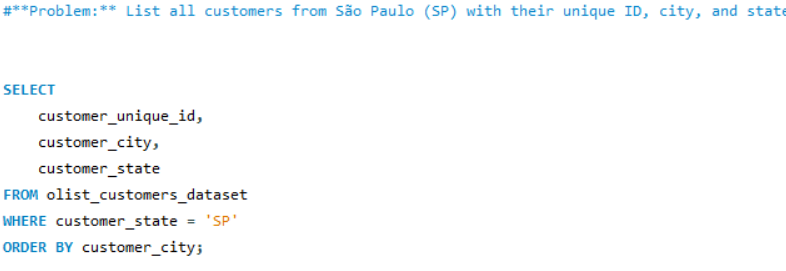 #**Problem:** List all customers from São Paulo (SP) with their unique ID, city, and state
SELECT
customer_unique_id,
customer_city,
customer_state
FROM olist_customers_dataset
WHERE customer_state = 'SP'
ORDER BY customer_city;